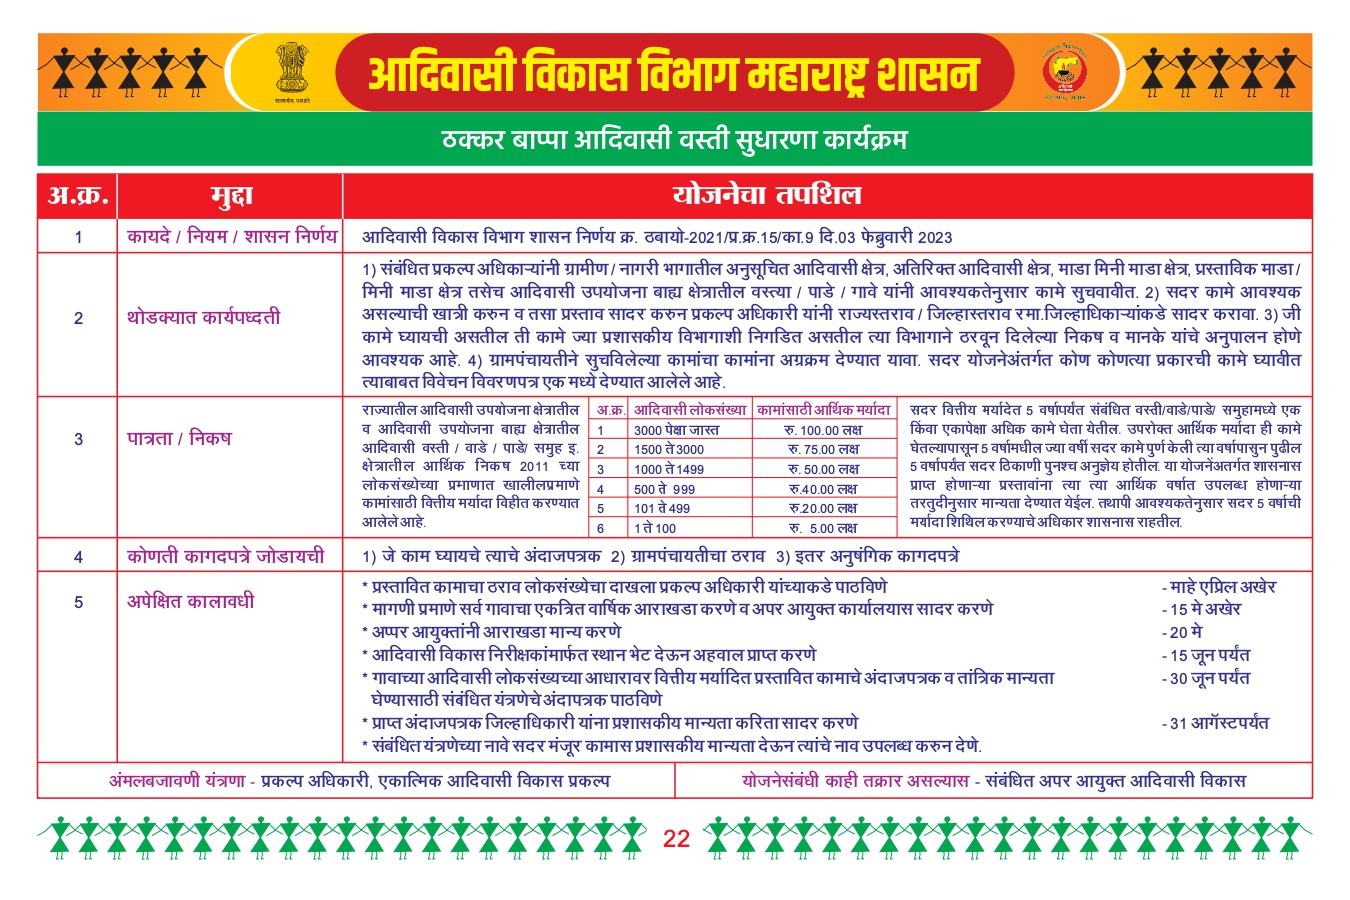 सत्यमेव जयते
आदिवासी विकास विभाग महाराष्ट्र शासन
ठक्कर बाप्पा आदिवासी वस्ती सुधारणा कार्यक्रम
अ.क्र. मुद्दा योजनेचा तपशिल
1 कायदे / नियम / शासन निर्णय आदिवासी विकास विभाग शासन निर्णय क्र. ठबायो-2021/प्र.क्र.15/का.9 दि.03 फेब्रुवारी 2023
2 थोडक्यात कार्यपध्दती
1) संबंधित प्रकल्प अधिकाऱ्यांनी ग्रामीण / नागरी भागातील अनुसूचित आदिवासी क्षेत्र, अतिरिक्त आदिवासी क्षेत्र, माडा मिनी माडा क्षेत्र, प्रस्ताविक माडा /
मिनी माडा क्षेत्र तसेच आदिवासी उपयोजना बाह्य क्षेत्रातील वस्त्या / पाडे / गावे यांनी आवश्यकतेनुसार कामे सुचवावीत. 2) सदर कामे आवश्यक
असल्याची खात्री करुन व तसा प्रस्ताव सादर करुन प्रकल्प अधिकारी यांनी राज्यस्तराव / जिल्हास्तराव रमा.जिल्हाधिकाऱ्यांकडे सादर करावा. 3) जी
कामे घ्यायची असतील ती कामे ज्या प्रशासकीय विभागाशी निगडित असतील त्या विभागाने ठरवून दिलेल्या निकष व मानके यांचे अनुपालन होणे
आवश्यक आहे. 4) ग्रामपंचायतीने सुचविलेल्या कामांचा कामांना अग्रक्रम देण्यात यावा. सदर योजनेअंतर्गत कोण कोणत्या प्रकारची कामे घ्यावीत
त्याबाबत विवेचन विवरणपत्र एक मध्ये देण्यात आलेले आहे.
3 पात्रता / निकष
राज्यातील आदिवासी उपयोजना क्षेत्रातील
व आदिवासी उपयोजना बाह्य क्षेत्रातील
आदिवासी वस्ती / वाडे / पाडे/ समुह इ.
क्षेत्रातील आर्थिक निकष 2011 च्या
लोकसंख्येच्या प्रमाणात खालीलप्रमाणे
कामांसाठी वित्तीय मर्यादा विहीत करण्यात
आलेले आहे.
अ.क्र. आदिवासी लोकसंख्या कामांसाठी आर्थिक मर्यादा
1 3000 पेक्षा जास्त रु. 100.00 लक्ष
2 1500 ते 3000 रु. 75.00 लक्ष
3 1000 ते 1499 रु. 50.00 लक्ष
4 500 ते 999 रु.40.00 लक्ष
5 101 ते 499 रु.20.00 लक्ष
6 1 ते 100 रु. 5.00 लक्ष
सदर वित्तीय मर्यादेत 5 वर्षापर्यंत संबंधित वस्ती/वाडे/पाडे/ समुहामध्ये एक
किंवा एकापेक्षा अधिक कामे घेता येतील. उपरोक्त आर्थिक मर्यादा ही कामे
घेतल्यापासून 5 वर्षामधील ज्या वर्षी सदर कामे पुर्ण केली त्या वर्षापासुन पुढील
5 वर्षापर्यंत सदर ठिकाणी पुनश्च अनुज्ञेय होतील. या योजनेंअतर्गत शासनास
प्राप्त होणाऱ्या प्रस्तावांना त्या त्या आर्थिक वर्षात उपलब्ध होणाऱ्या
तरतुदीनुसार मान्यता देण्यात येईल. तथापी आवश्यकतेनुसार सदर 5 वर्षाची
मर्यादा शिथिल करण्याचे अधिकार शासनास राहतील.
4 कोणती कागदपत्रे जोडायची 1) जे काम घ्यायचे त्याचे अंदाजपत्रक 2) ग्रामपंचायतीचा ठराव 3) इतर अनुषंगिक कागदपत्रे
5 अपेक्षित कालावधी
* प्रस्तावित कामाचा ठराव लोकसंख्येचा दाखला प्रकल्प अधिकारी यांच्याकडे पाठविणे - माहे एप्रिल अखेर
* मागणी प्रमाणे सर्व गावाचा एकत्रित वार्षिक आराखडा करणे व अपर आयुक्त कार्यालयास सादर करणे - 15 मे अखेर
* अप्पर आयुक्तांनी आराखडा मान्य करणे - 20 मे
* आदिवासी विकास निरीक्षकांमार्फत स्थान भेट देऊन अहवाल प्राप्त करणे - 15 जून पर्यंत
* गावाच्या आदिवासी लोकसंख्यच्या आधारावर वित्तीय मर्यादित प्रस्तावित कामाचे अंदाजपत्रक व तांत्रिक मान्यता - 30 जून पर्यंत
घेण्यासाठी संबंधित यंत्रणेचे अंदापत्रक पाठविणे
* प्राप्त अंदाजपत्रक जिल्हाधिकारी यांना प्रशासकीय मान्यता करिता सादर करणे - 31 आगॅस्टपर्यंत
* संबंधित यंत्रणेच्या नावे सदर मंजूर कामास प्रशासकीय मान्यता देऊन त्यांचे नाव उपलब्ध करुन देणे.
अंमलबजावणी यंत्रणा - प्रकल्प अधिकारी, एकात्मिक आदिवासी विकास प्रकल्प
योजनेसंबंधी काही तक्रार असल्यास - संबंधित अपर आयुक्त आदिवासी विकास
22